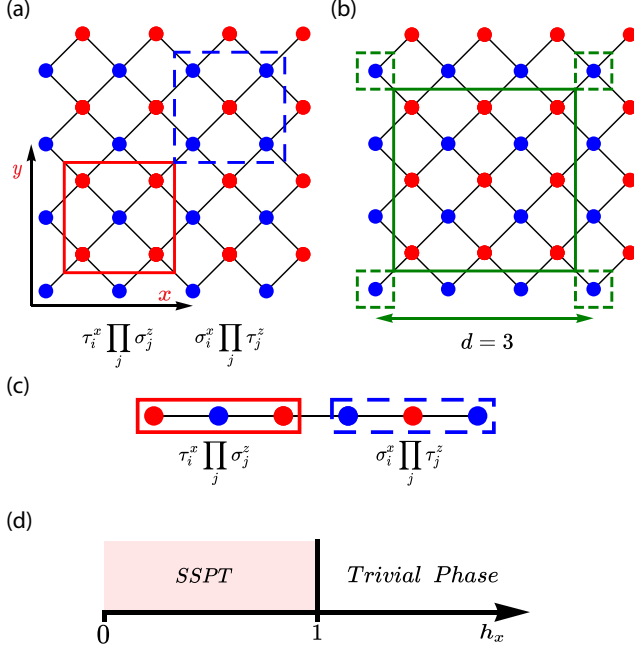 (a)
(b)
y
x
τ_i^x ∏_j σ_j^z
σ_i^x ∏_j τ_j^z
d = 3
(c)
τ_i^x ∏_j σ_j^z
σ_i^x ∏_j τ_j^z
(d)
SSPT
Trivial Phase
0
1
h_x